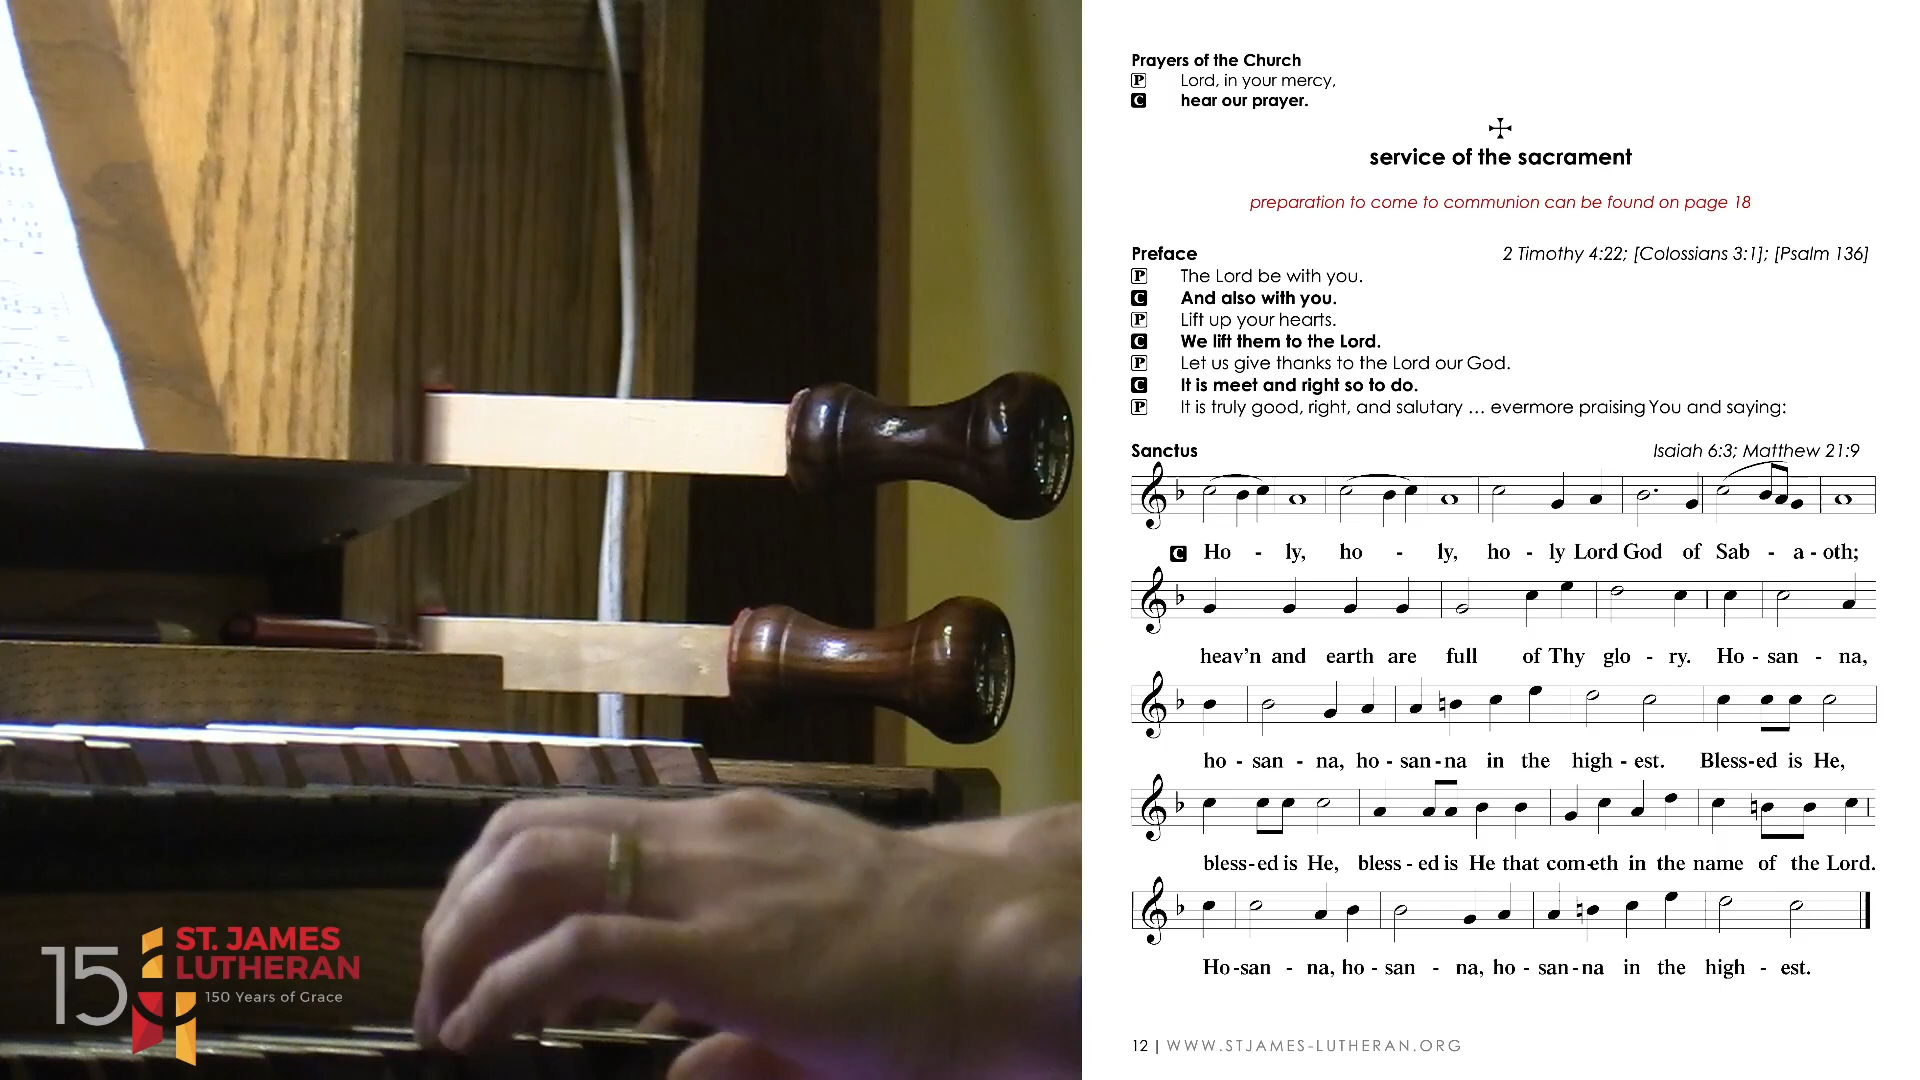 Prayers of the Church
P Lord, in your mercy,
C hear our prayer.
service of the sacrament
preparation to come to communion can be found on page 18
Preface 2 Timothy 4:22; [Colossians 3:1]; [Psalm 136]
P The Lord be with you.
C And also with you.
P Lift up your hearts.
C We lift them to the Lord.
P Let us give thanks to the Lord our God.
C It is meet and right so to do.
P It is truly good, right, and salutary … evermore praising You and saying:
Sanctus Isaiah 6:3; Matthew 21:9
C Ho - ly, ho - ly, ho - ly Lord God of Sab - a - oth;
heav’n and earth are full of Thy glo - ry. Ho - san - na,
ho - san - na, ho - san - na in the high - est. Bless-ed is He,
bless-ed is He, bless - ed is He that com-eth in the name of the Lord.
Ho - san - na, ho - san - na, ho - san - na in the high - est.
12 | WWW.STJAMES-LUTHERAN.ORG
150
ST. JAMES
LUTHERAN
150 Years of Grace